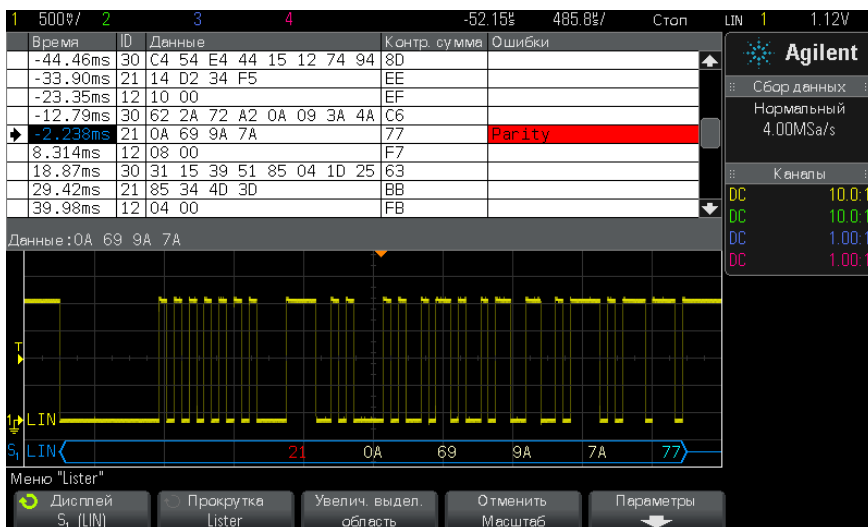 1 500♉/ 2 3 4 -52.15% 485.8%/ Стоп LIN 1 1.12V
Время ID Данные Контр. сумма Ошибки
-44.46ms 30 C4 54 E4 44 15 12 74 94 8D
-33.90ms 21 14 D2 34 F5 EE
-23.35ms 12 10 00 EF
-12.79ms 30 62 2A 72 A2 0A 09 3A 4A C6
-2.238ms 21 0A 69 9A 7A 77 Parity
8.314ms 12 08 00 F7
18.87ms 30 31 15 39 51 85 04 1D 25 63
29.42ms 21 85 34 4D 3D BB
39.98ms 12 04 00 FB
Данные:0A 69 9A 7A
Agilent
Сбор данных
Нормальный
4.00MSa/s
Каналы
DC 10.0:1
DC 10.0:1
DC 1.00:1
DC 1.00:1
T
1 LIN
S1 LIN 21 0A 69 9A 7A 77
Меню "Lister"
Дисплей
S1 (LIN)
Прокрутка
Lister
Увелич. выдел.
область
Отменить
Масштаб
Параметры